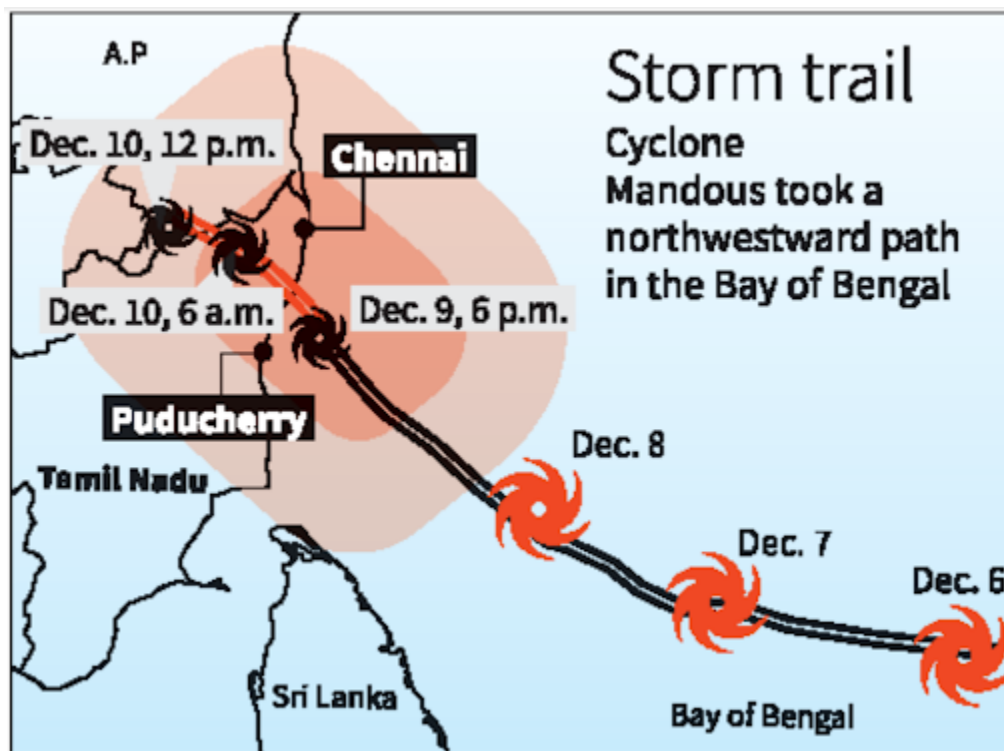 A.P
Storm trail
Cyclone
Mandous took a
northwestward path
in the Bay of Bengal
Dec. 10, 12 p.m.
Chennai
Dec. 10, 6 a.m.
Dec. 9, 6 p.m.
Puducherry
Dec. 8
Tamil Nadu
Dec. 7
Dec. 6
Sri Lanka
Bay of Bengal